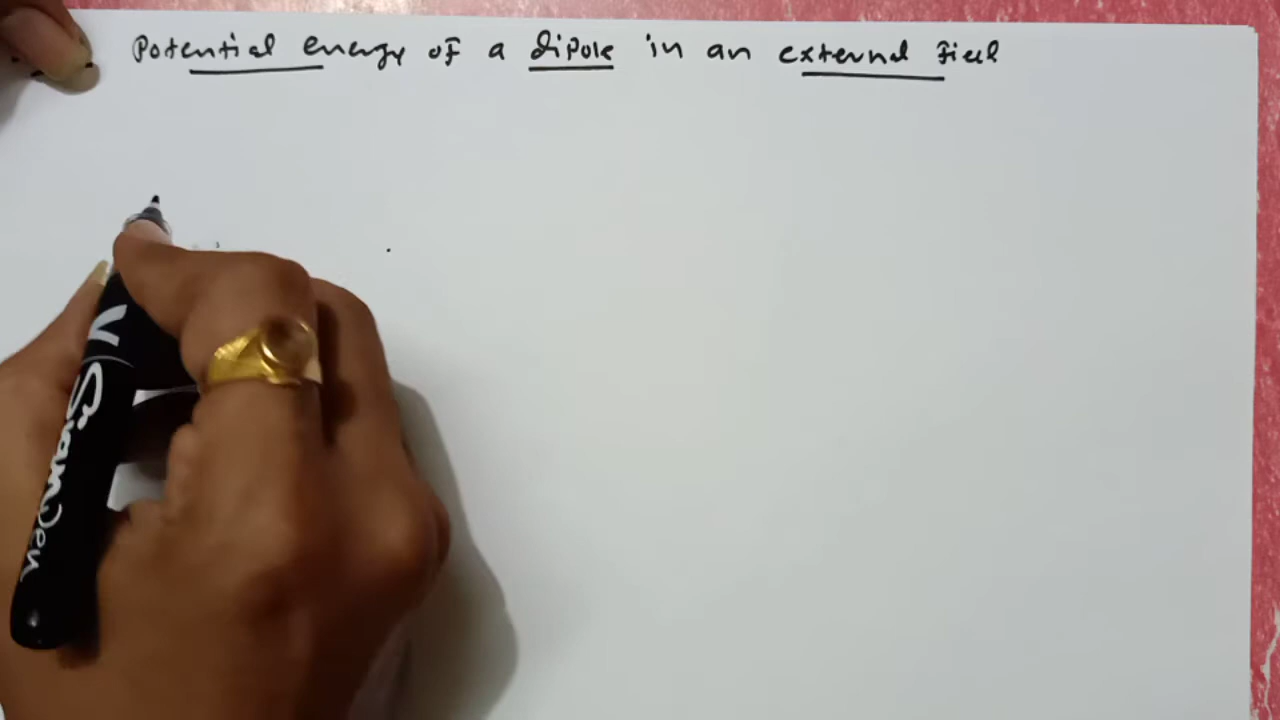 Potential energy of a dipole in an external field